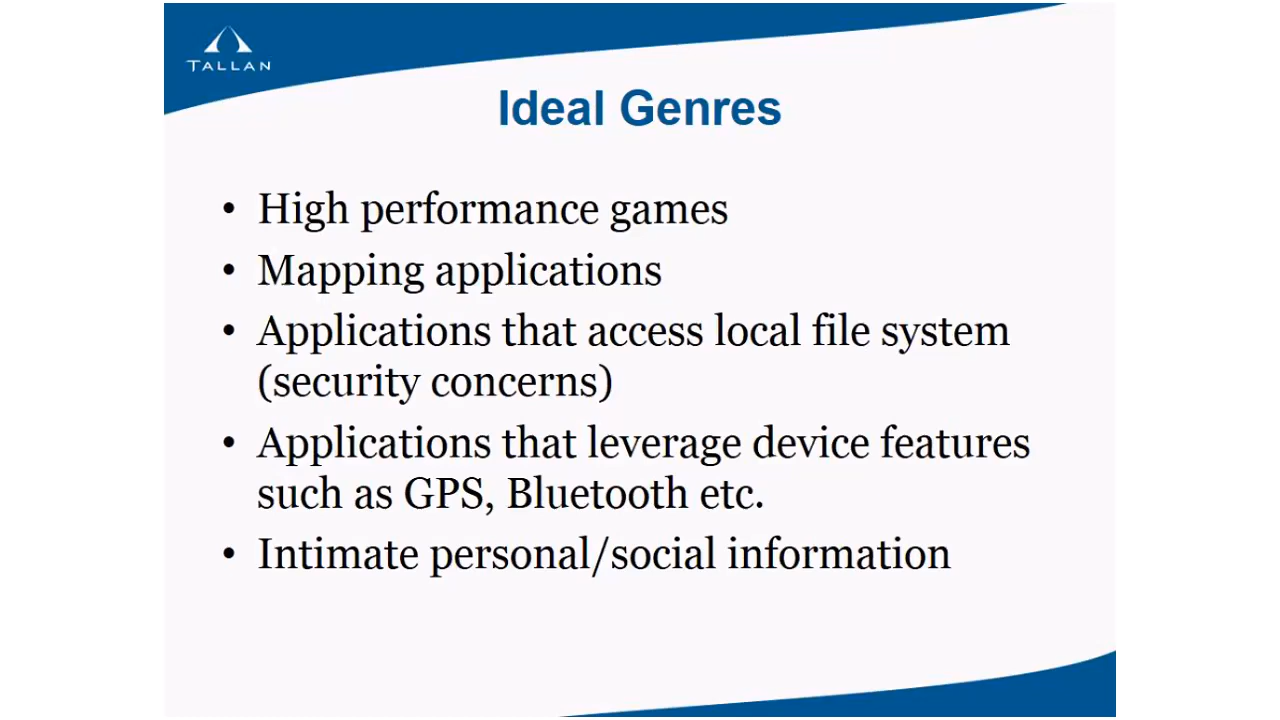 TALLAN
Ideal Genres
• High performance games
• Mapping applications
• Applications that access local file system
(security concerns)
• Applications that leverage device features
such as GPS, Bluetooth etc.
• Intimate personal/social information